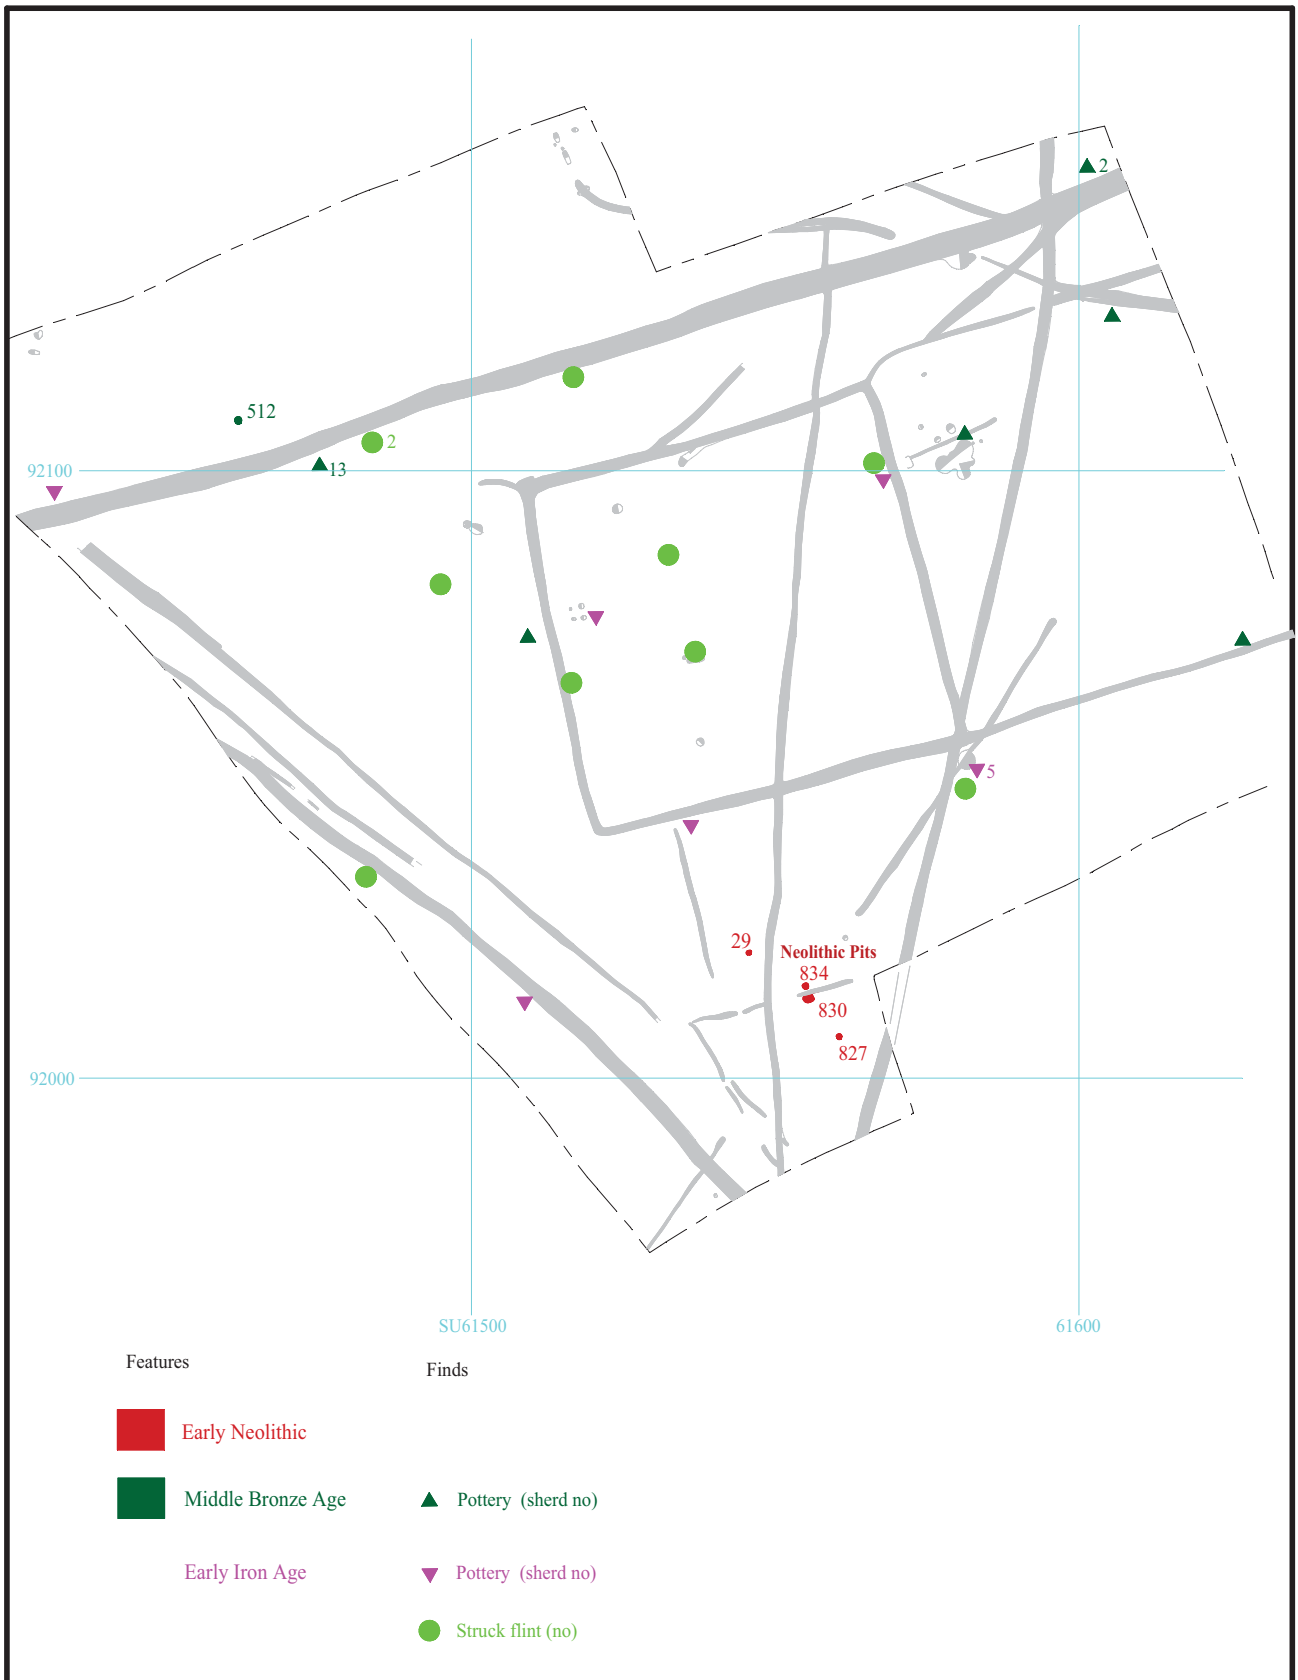 2
512
2
92100
13
5
29
Neolithic Pits
834
830
827
92000
SU61500
61600
Features
Finds
Early Neolithic
Middle Bronze Age
Pottery (sherd no)
Early Iron Age
Pottery (sherd no)
Struck flint (no)